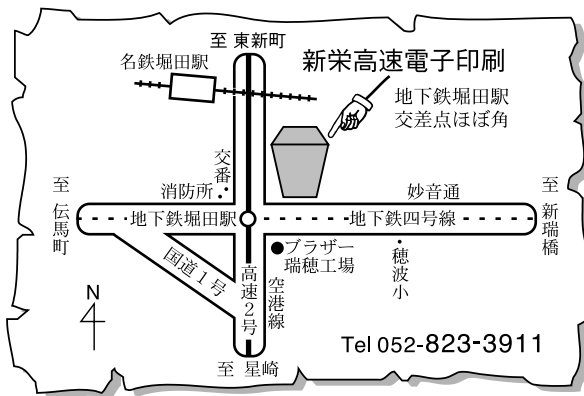 至 東新町
名鉄堀田駅
新栄高速電子印刷
地下鉄堀田駅
交差点ほぼ角
交番
消防所
妙音通
至 伝馬町
地下鉄堀田駅
地下鉄四号線
至 新瑞橋
国道1号
ブラザー
瑞穂工場
穂波小
高速2号
空港線
N
Tel 052-823-3911
至 星崎